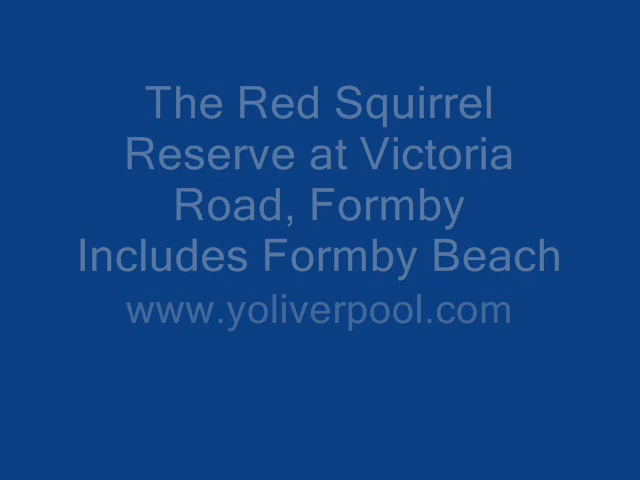 The Red Squirrel
Reserve at Victoria
Road, Formby
Includes Formby Beach
www.yoliverpool.com